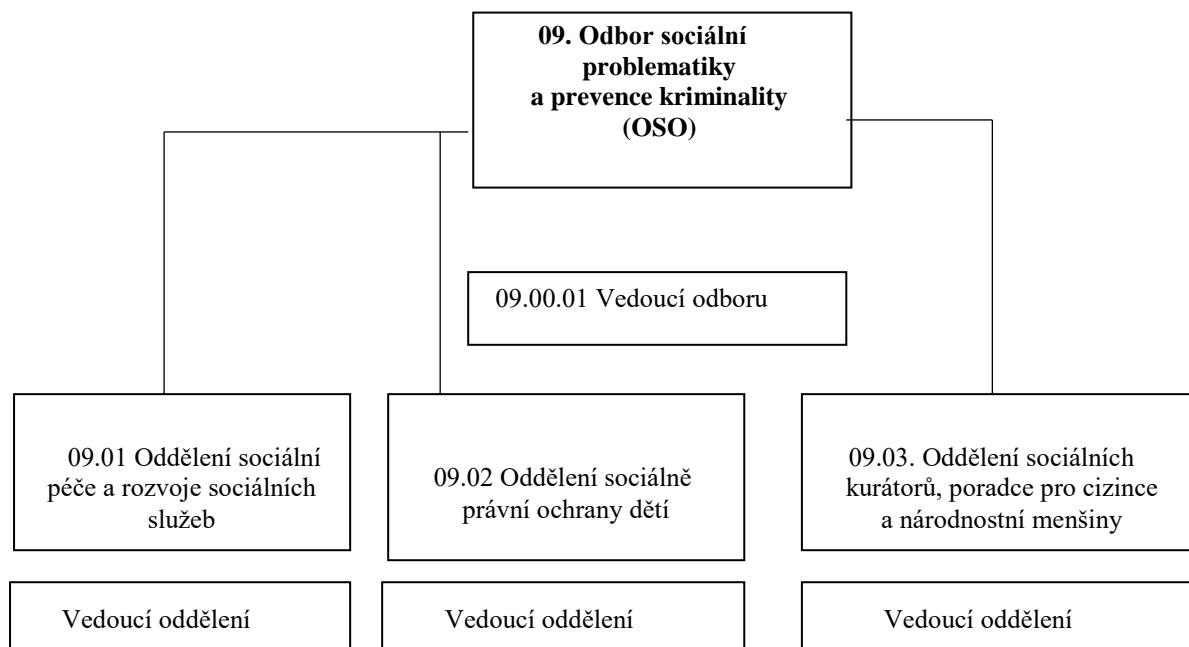 09. Odbor sociální
problematiky
a prevence kriminality
(OSO)
09.00.01 Vedoucí odboru
09.01 Oddělení sociální
péče a rozvoje sociálních
služeb
09.02 Oddělení sociálně
právní ochrany dětí
09.03. Oddělení sociálních
kurátorů, poradce pro cizince
a národnostní menšiny
Vedoucí oddělení
Vedoucí oddělení
Vedoucí oddělení